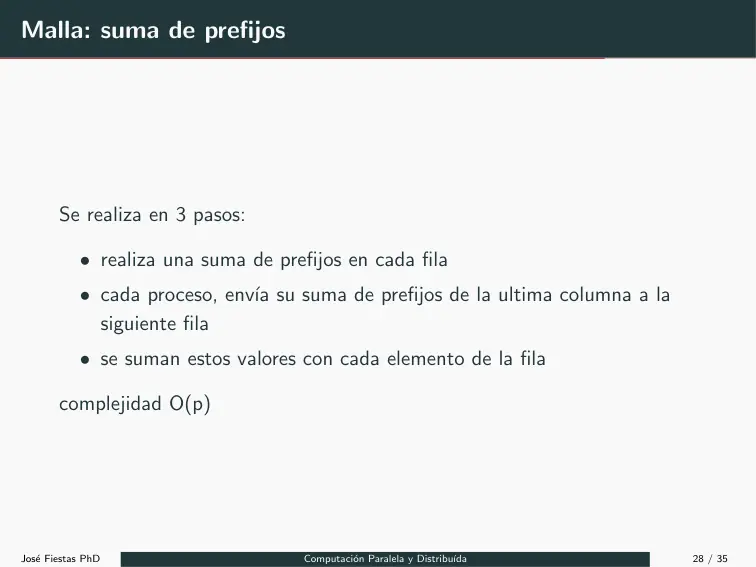 Malla: suma de prefijos
Se realiza en 3 pasos:
• realiza una suma de prefijos en cada fila
• cada proceso, envía su suma de prefijos de la ultima columna a la
siguiente fila
• se suman estos valores con cada elemento de la fila
complejidad O(p)
José Fiestas PhD
Computación Paralela y Distribuída
28 / 35